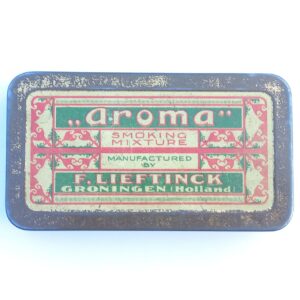 „aroma"
SMOKING
MIXTURE
MANUFACTURED
BY
F. LIEFTINCK
GRONINGEN (Holland)